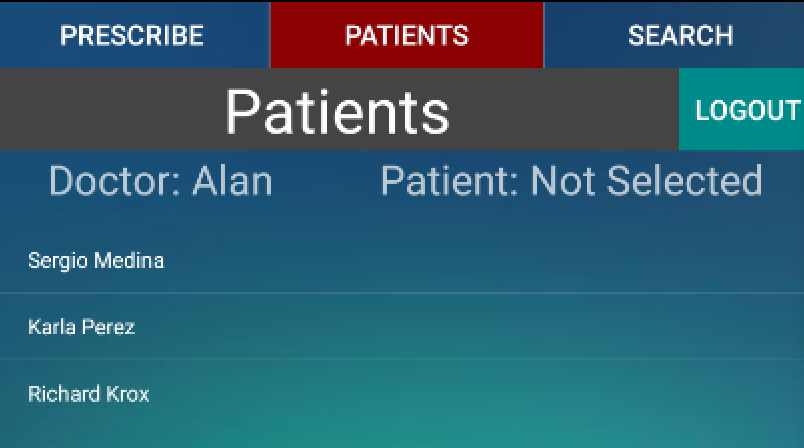 PRESCRIBE PATIENTS SEARCH
Patients LOGOUT
Doctor: Alan Patient: Not Selected
Sergio Medina
Karla Perez
Richard Krox